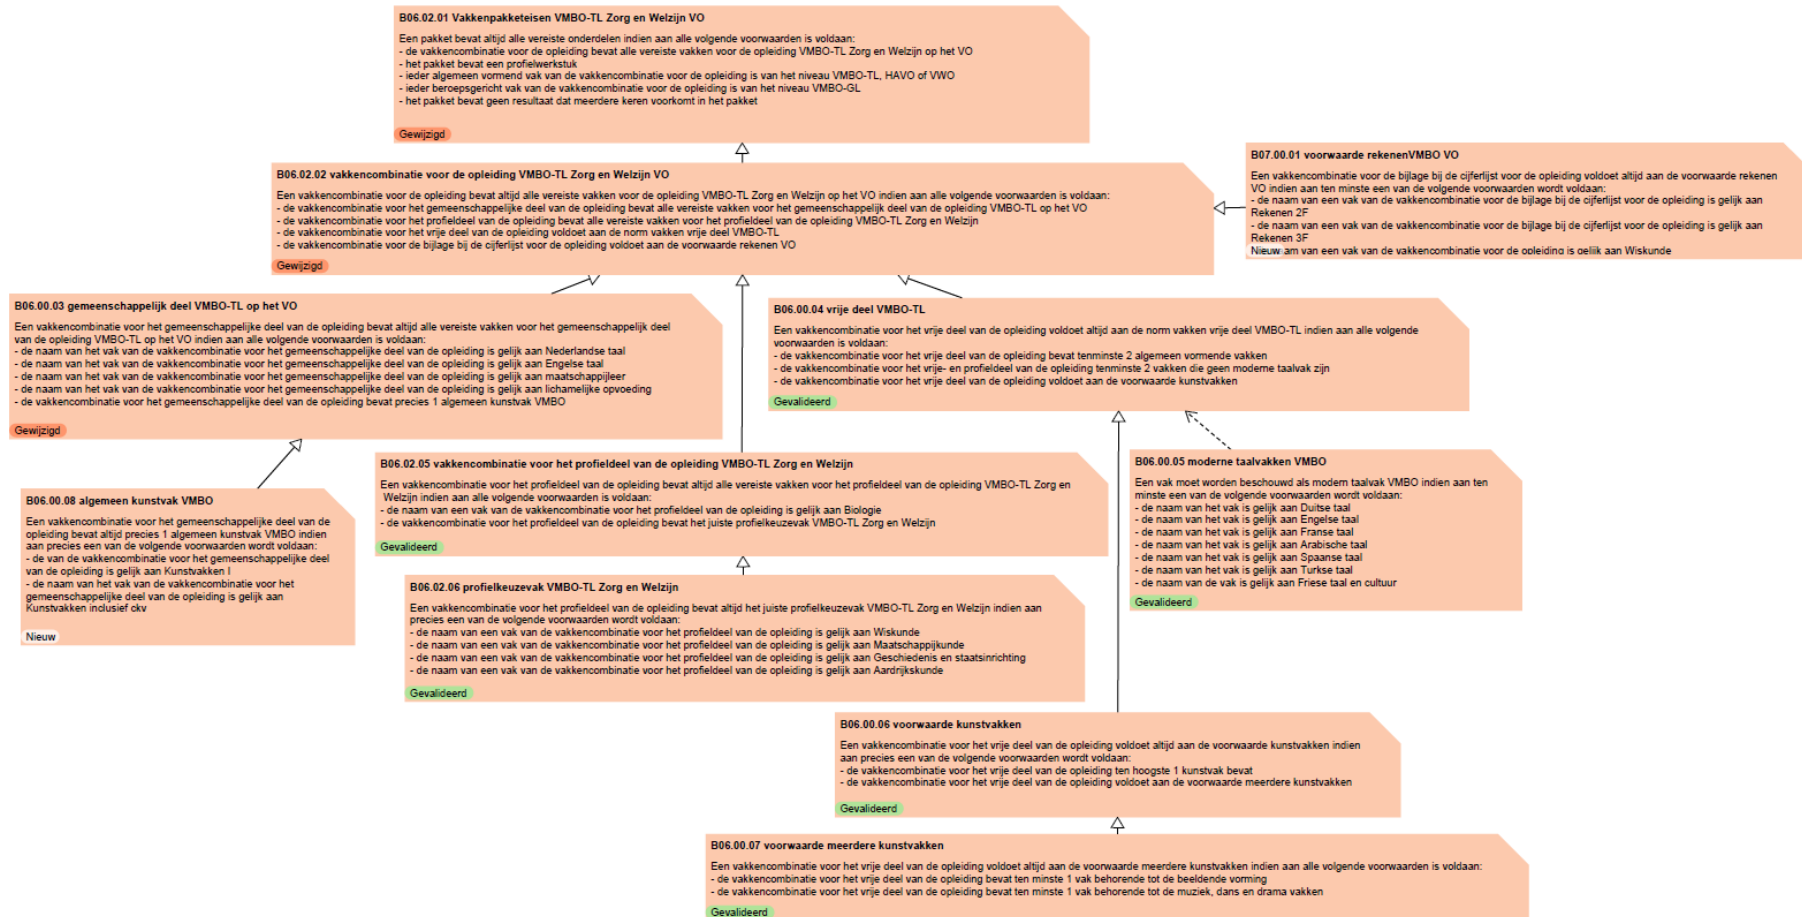 B06.02.01 Vakkenpakketeisen VMBO-TL Zorg en Welzijn VO
Een pakket bevat altijd alle vereiste onderdelen indien aan alle volgende voorwaarden is voldaan:
- de vakkencombinatie voor de opleiding bevat alle vereiste vakken voor de opleiding VMBO-TL Zorg en Welzijn op het VO
- het pakket bevat een profielwerkstuk
- ieder algemeen vormend vak van de vakkencombinatie voor de opleiding is van het niveau VMBO-TL, HAVO of VWO
- ieder beroepsgericht vak van de vakkencombinatie voor de opleiding is van het niveau VMBO-GL
- het pakket bevat geen resultaat dat meerdere keren voorkomt in het pakket
Gewijzigd
B06.02.02 vakkencombinatie voor de opleiding VMBO-TL Zorg en Welzijn VO
Een vakkencombinatie voor de opleiding bevat altijd alle vereiste vakken voor de opleiding VMBO-TL Zorg en Welzijn op het VO indien aan alle volgende voorwaarden is voldaan:
- de vakkencombinatie voor het gemeenschappelijke deel van de opleiding bevat alle vereiste vakken voor het gemeenschappelijk deel van de opleiding VMBO-TL op het VO
- de vakkencombinatie voor het profieldeel van de opleiding bevat alle vereiste vakken voor het profieldeel van de opleiding VMBO-TL Zorg en Welzijn
- de vakkencombinatie voor het vrije deel van de opleiding voldoet aan de norm vakken vrije deel VMBO-TL
- de vakkencombinatie voor de bijlage bij de cijferlijst voor de opleiding voldoet aan de voorwaarde rekenen VO
Gewijzigd
B07.00.01 voorwaarde rekenenVMBO VO
Een vakkencombinatie voor de bijlage bij de cijferlijst voor de opleiding voldoet altijd aan de voorwaarde rekenen
VO indien aan ten minste een van de volgende voorwaarden wordt voldaan:
- de naam van een vak van de vakkencombinatie voor de bijlage bij de cijferlijst voor de opleiding is gelijk aan
Rekenen 2F
- de naam van een vak van de vakkencombinatie voor de bijlage bij de cijferlijst voor de opleiding is gelijk aan
Rekenen 3F
Nieuw am van een vak van de vakkencombinatie voor de opleiding is gelijk aan Wiskunde
B06.00.03 gemeenschappelijk deel VMBO-TL op het VO
Een vakkencombinatie voor het gemeenschappelijke deel van de opleiding bevat altijd alle vereiste vakken voor het gemeenschappelijk deel
van de opleiding VMBO-TL op het VO indien aan alle volgende voorwaarden is voldaan:
- de naam van het vak van de vakkencombinatie voor het gemeenschappelijke deel van de opleiding is gelijk aan Nederlandse taal
- de naam van het vak van de vakkencombinatie voor het gemeenschappelijke deel van de opleiding is gelijk aan Engelse taal
- de naam van het vak van de vakkencombinatie voor het gemeenschappelijke deel van de opleiding is gelijk aan maatschappijleer
- de naam van het vak van de vakkencombinatie voor het gemeenschappelijke deel van de opleiding is gelijk aan lichamelijke opvoeding
- de vakkencombinatie voor het gemeenschappelijke deel van de opleiding bevat precies 1 algemeen kunstvak VMBO
Gewijzigd
B06.00.04 vrije deel VMBO-TL
Een vakkencombinatie voor het vrije deel van de opleiding voldoet altijd aan de norm vakken vrije deel VMBO-TL indien aan alle volgende
voorwaarden is voldaan:
- de vakkencombinatie voor het vrije deel van de opleiding bevat tenminste 2 algemeen vormende vakken
- de vakkencombinatie voor het vrije- en profieldeel van de opleiding tenminste 2 vakken die geen moderne taalvak zijn
- de vakkencombinatie voor het vrije deel van de opleiding voldoet aan de voorwaarde kunstvakken
Gevalideerd
B06.02.05 vakkencombinatie voor het profieldeel van de opleiding VMBO-TL Zorg en Welzijn
Een vakkencombinatie voor het profieldeel van de opleiding bevat altijd alle vereiste vakken voor het profieldeel van de opleiding VMBO-TL Zorg en
Welzijn indien aan alle volgende voorwaarden is voldaan:
- de naam van een vak van de vakkencombinatie voor het profieldeel van de opleiding is gelijk aan Biologie
- de vakkencombinatie voor het profieldeel van de opleiding bevat het juiste profielkeuzevak VMBO-TL Zorg en Welzijn
Gevalideerd
B06.00.05 moderne taalvakken VMBO
Een vak moet worden beschouwd als modern taalvak VMBO indien aan ten
minste een van de volgende voorwaarden wordt voldaan:
- de naam van het vak is gelijk aan Duitse taal
- de naam van het vak is gelijk aan Engelse taal
- de naam van het vak is gelijk aan Franse taal
- de naam van het vak is gelijk aan Arabische taal
- de naam van het vak is gelijk aan Spaanse taal
- de naam van het vak is gelijk aan Turkse taal
- de naam van de vak is gelijk aan Friese taal en cultuur
Gevalideerd
B06.00.08 algemeen kunstvak VMBO
Een vakkencombinatie voor het gemeenschappelijke deel van de
opleiding bevat altijd precies 1 algemeen kunstvak VMBO indien
aan precies een van de volgende voorwaarden wordt voldaan:
- de van de vakkencombinatie voor het gemeenschappelijke deel
van de opleiding is gelijk aan Kunstvakken I
- de naam van het vak van de vakkencombinatie voor het
gemeenschappelijke deel van de opleiding is gelijk aan
Kunstvakken inclusief ckv
Nieuw
B06.02.06 profielkeuzevak VMBO-TL Zorg en Welzijn
Een vakkencombinatie voor het profieldeel van de opleiding bevat altijd het juiste profielkeuzevak VMBO-TL Zorg en Welzijn indien aan
precies een van de volgende voorwaarden wordt voldaan:
- de naam van een vak van de vakkencombinatie voor het profieldeel van de opleiding is gelijk aan Wiskunde
- de naam van een vak van de vakkencombinatie voor het profieldeel van de opleiding is gelijk aan Maatschappijkunde
- de naam van een vak van de vakkencombinatie voor het profieldeel van de opleiding is gelijk aan Geschiedenis en staatsinrichting
- de naam van een vak van de vakkencombinatie voor het profieldeel van de opleiding is gelijk aan Aardrijkskunde
Gevalideerd
B06.00.06 voorwaarde kunstvakken
Een vakkencombinatie voor het vrije deel van de opleiding voldoet altijd aan de voorwaarde kunstvakken indien
aan precies een van de volgende voorwaarden wordt voldaan:
- de vakkencombinatie voor het vrije deel van de opleiding ten hoogste 1 kunstvak bevat
- de vakkencombinatie voor het vrije deel van de opleiding voldoet aan de voorwaarde meerdere kunstvakken
Gevalideerd
B06.00.07 voorwaarde meerdere kunstvakken
Een vakkencombinatie voor het vrije deel van de opleiding voldoet altijd aan de voorwaarde meerdere kunstvakken indien aan alle volgende voorwaarden is voldaan:
- de vakkencombinatie voor het vrije deel van de opleiding bevat ten minste 1 vak behorende tot de beeldende vorming
- de vakkencombinatie voor het vrije deel van de opleiding bevat ten minste 1 vak behorende tot de muziek, dans en drama vakken
Gevalideerd